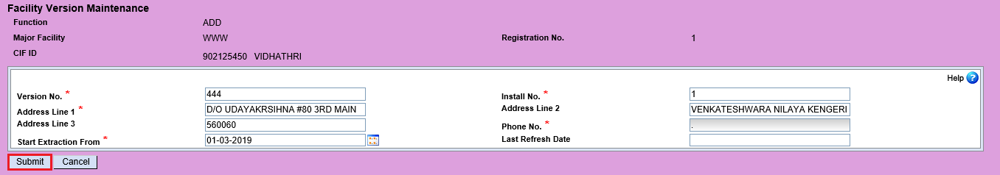 Facility Version Maintenance
Function ADD
Major Facility WWW Registration No. 1
CIF ID 902125450 VIDHATHRI
Help ?
Version No. * 444 Install No. * 1
Address Line 1 * D/O UDAYAKRSIHNA #80 3RD MAIN Address Line 2 VENKATESHWARA NILAYA KENGERI
Address Line 3 560060 Phone No. * .
Start Extraction From * 01-03-2019 Last Refresh Date
Submit Cancel